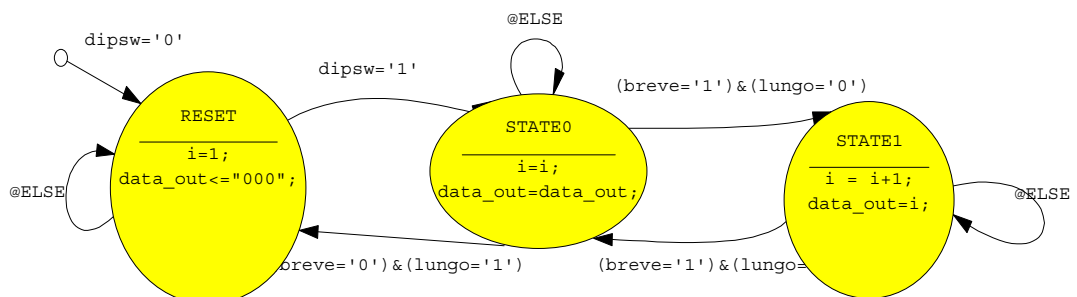 @ELSE
dipsw='0'
dipsw='1'
(breve='1')&(lungo='0')
RESET
i=1;
data_out<="000";
@ELSE
STATE0
i=i;
data_out=data_out;
STATE1
i = i+1;
data_out=i;
@ELSE
breve='0')&(lungo='1')
(breve='1')&(lungo=